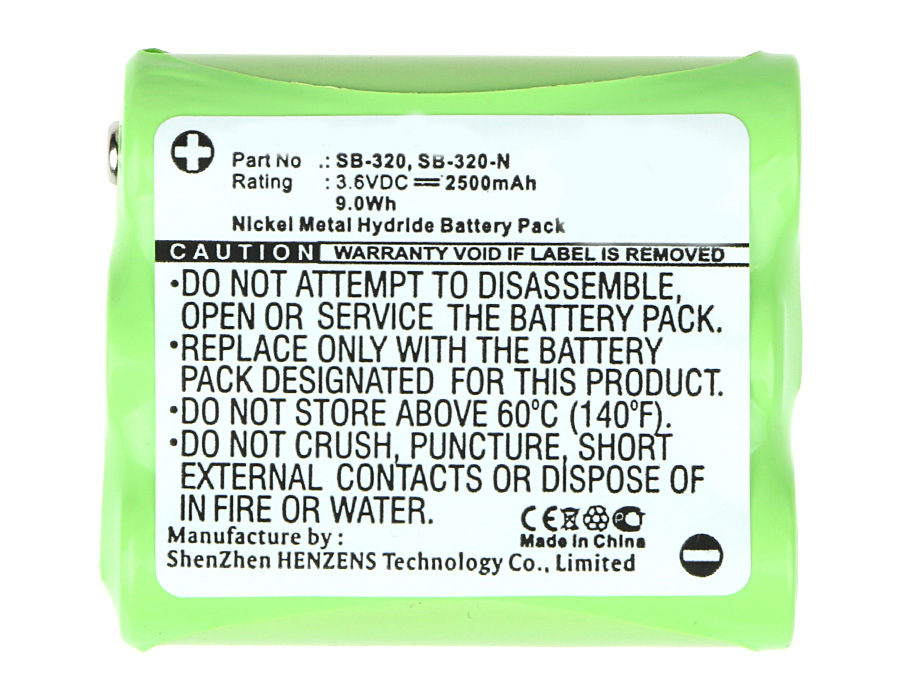 Part No .: SB-320, SB-320-N
Rating : 3.6VDC ⎓ 2500mAh
9.0Wh
Nickel Metal Hydride Battery Pack
CAUTION WARRANTY VOID IF LABEL IS REMOVED
•DO NOT ATTEMPT TO DISASSEMBLE,
OPEN OR SERVICE THE BATTERY PACK.
•REPLACE ONLY WITH THE BATTERY
PACK DESIGNATED FOR THIS PRODUCT.
•DO NOT STORE ABOVE 60°C (140°F).
•DO NOT CRUSH, PUNCTURE, SHORT
EXTERNAL CONTACTS OR DISPOSE OF
IN FIRE OR WATER.
CE
Made In China
Manufacture by :
ShenZhen HENZENS Technology Co., Limited